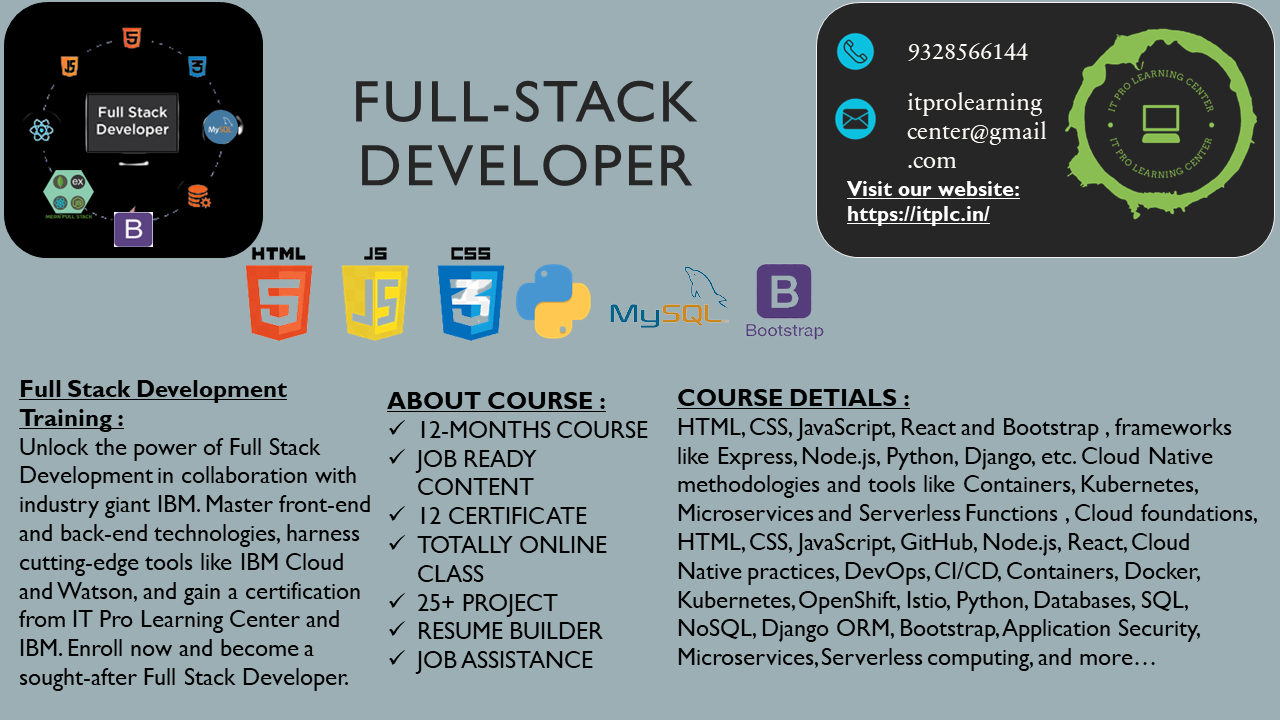 Full Stack
Developer
MySQL
ex
MERN FULL STACK
B
FULL-STACK
DEVELOPER
9328566144
itprolearning
center@gmail
.com
Visit our website:
https://itplc.in/
IT PRO LEARNING CENTER
IT PRO LEARNING CENTER
HTML
5
JS
JS
CSS
3
MySQL
B
Bootstrap
Full Stack Development
Training :
Unlock the power of Full Stack
Development in collaboration with
industry giant IBM. Master front-end
and back-end technologies, harness
cutting-edge tools like IBM Cloud
and Watson, and gain a certification
from IT Pro Learning Center and
IBM. Enroll now and become a
sought-after Full Stack Developer.
ABOUT COURSE :
✓ 12-MONTHS COURSE
✓ JOB READY
CONTENT
✓ 12 CERTIFICATE
✓ TOTALLY ONLINE
CLASS
✓ 25+ PROJECT
✓ RESUME BUILDER
✓ JOB ASSISTANCE
COURSE DETIALS :
HTML, CSS, JavaScript, React and Bootstrap , frameworks
like Express, Node.js, Python, Django, etc. Cloud Native
methodologies and tools like Containers, Kubernetes,
Microservices and Serverless Functions , Cloud foundations,
HTML, CSS, JavaScript, GitHub, Node.js, React, Cloud
Native practices, DevOps, CI/CD, Containers, Docker,
Kubernetes, OpenShift, Istio, Python, Databases, SQL,
NoSQL, Django ORM, Bootstrap, Application Security,
Microservices, Serverless computing, and more…